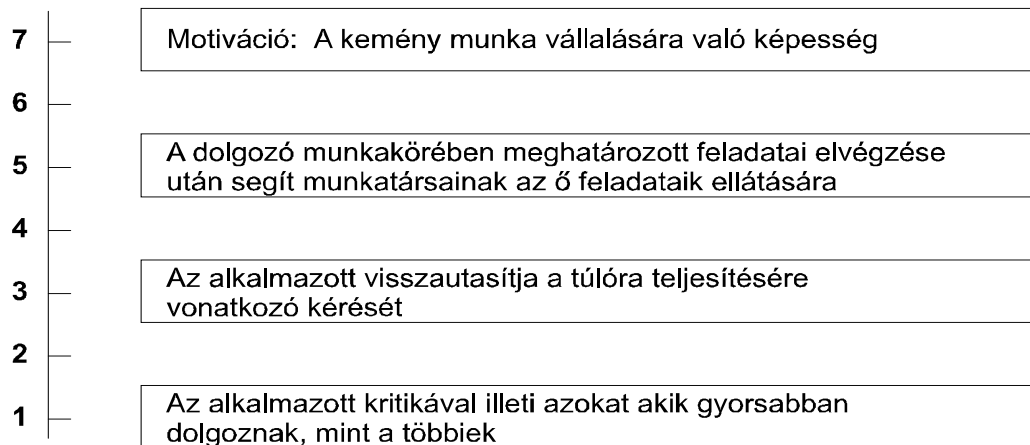 7 Motiváció: A kemény munka vállalására való képesség
6
A dolgozó munkakörében meghatározott feladatai elvégzése
5
után segít munkatársainak az ő feladataik ellátására
4
Az alkalmazott visszautasítja a túlóra teljesítésére
3
vonatkozó kérését
2
Az alkalmazott kritikával illeti azokat akik gyorsabban
1
dolgoznak, mint a többiek